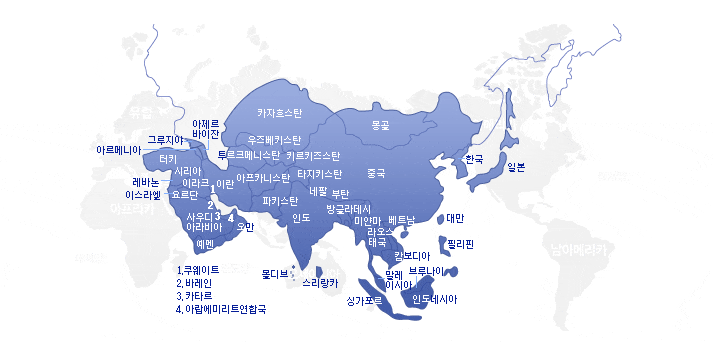 유럽
아제르
바이잔
그루지아
아르메니아
터키
시리아
레바논
이스라엘
이라크
요르단
1
이란
2
사우디
아라비아
3
4
오만
예멘
카자흐스탄
우즈베키스탄
투르크메니스탄
키르키즈스탄
아프카니스탄
타지키스탄
파키스탄
네팔
부탄
인도
방글라데시
몽골
중국
한국
일본
미얀마
베트남
라오스
태국
캄보디아
대만
필리핀
몰디브
스리랑카
말레
이시아
브루나이
싱가포르
인도네시아
아프리카
남아메리카
1,쿠웨이트
2,바레인
3,카타르
4,아랍에미리트연합국